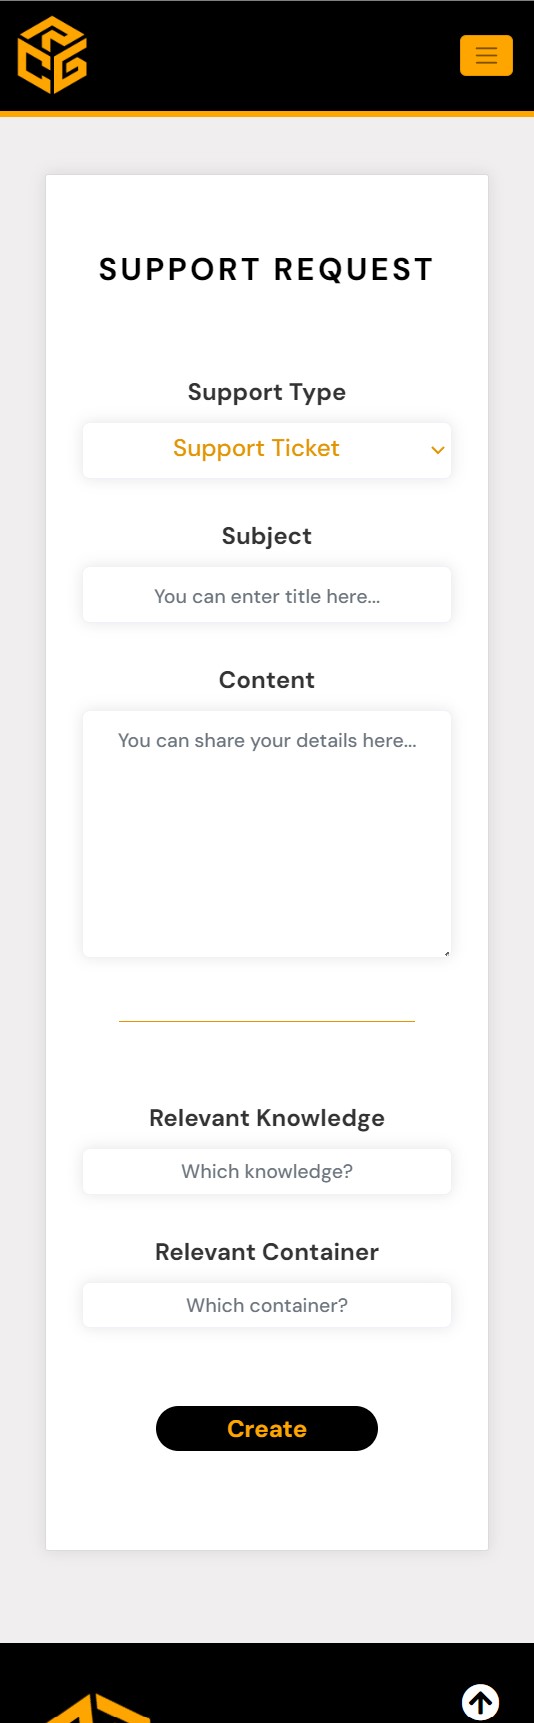 SUPPORT REQUEST
Support Type
Support Ticket
Subject
You can enter title here...
Content
You can share your details here...
Relevant Knowledge
Which knowledge?
Relevant Container
Which container?
Create